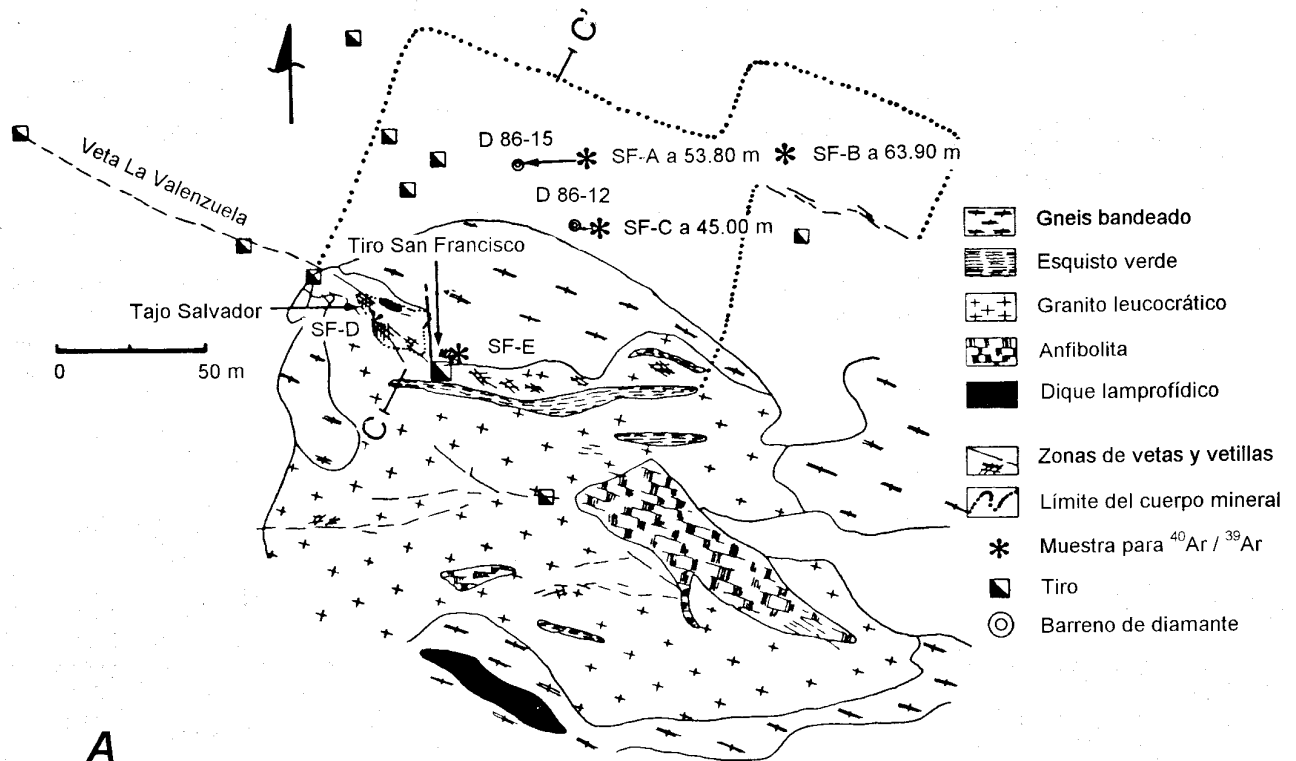 C'
D 86-15
SF-A a 53.80 m
SF-B a 63.90 m
Veta La Valenzuela
D 86-12
SF-C a 45.00 m
Tiro San Francisco
Tajo Salvador
SF-D
SF-E
0 50 m
C
A
Gneis bandeado
Esquisto verde
Granito leucocrático
Anfibolita
Dique lamprofídico
Zonas de vetas y vetillas
Límite del cuerpo mineral
Muestra para ⁴⁰Ar / ³⁹Ar
Tiro
Barreno de diamante